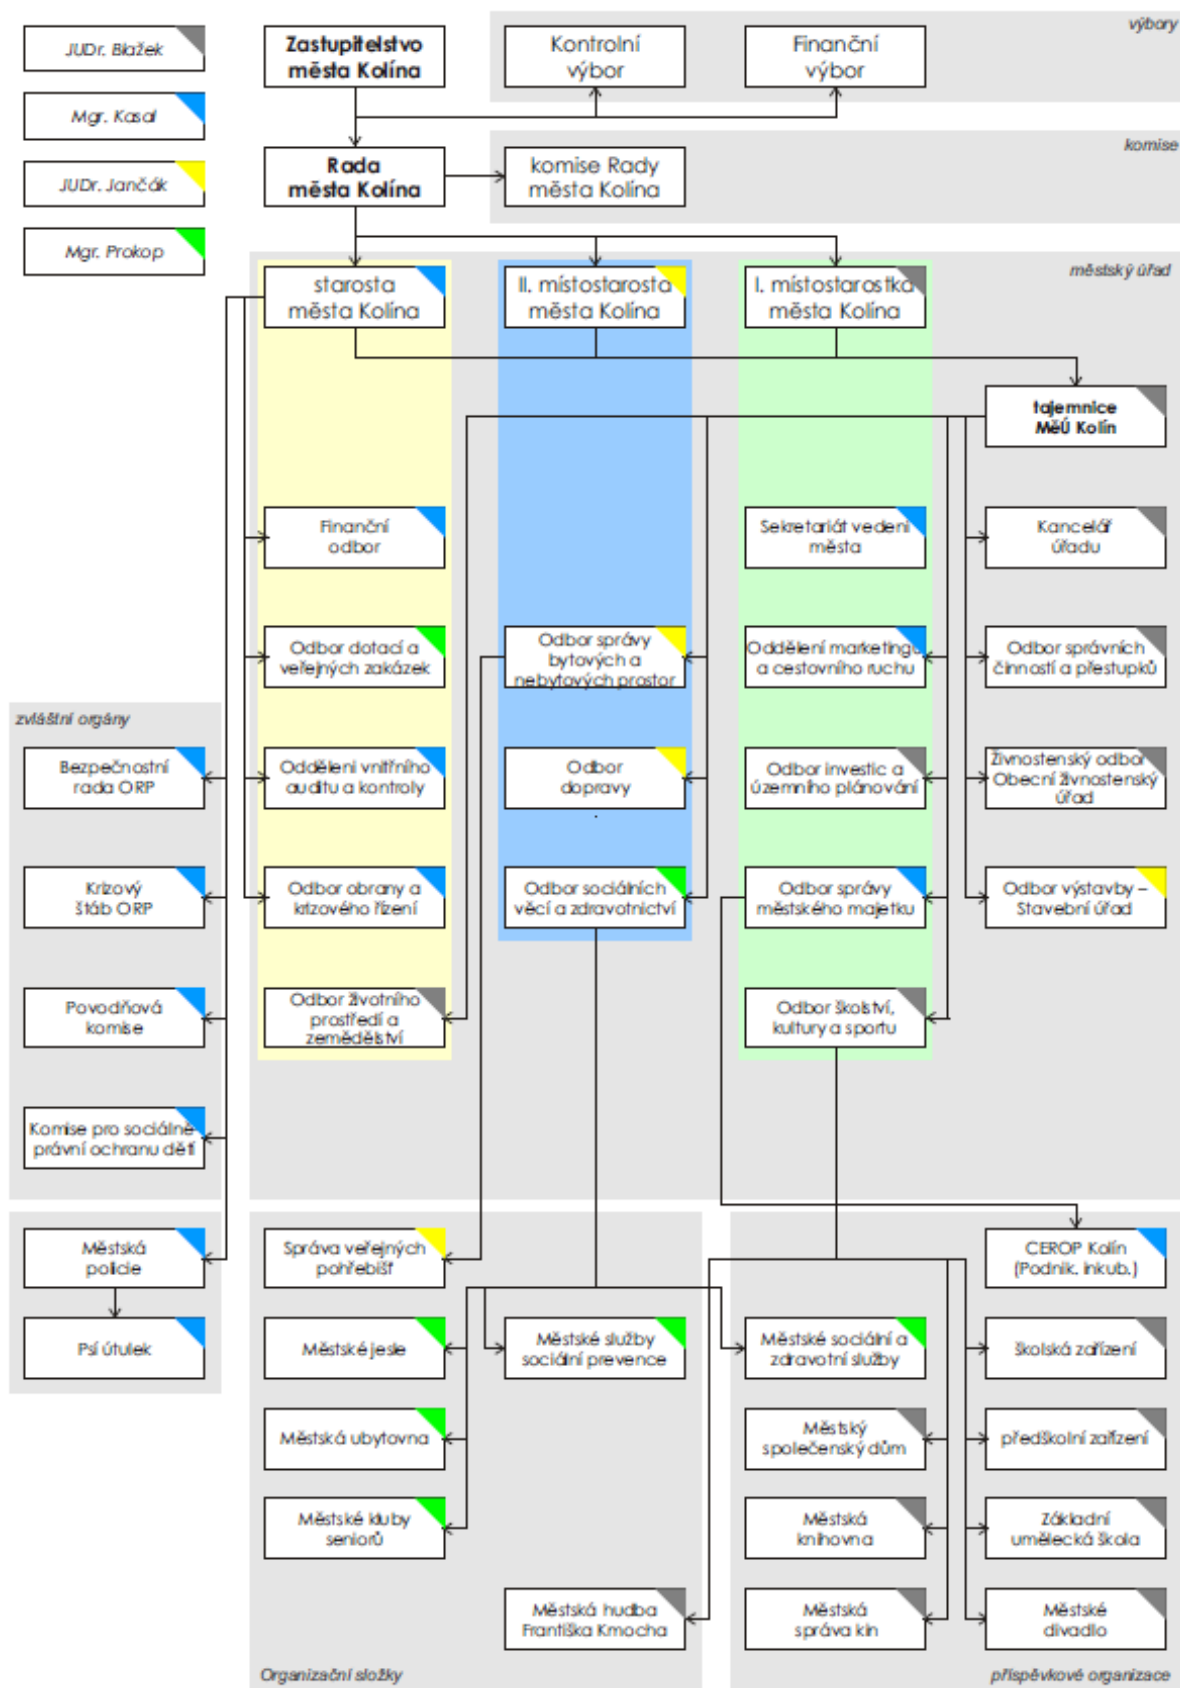 JUDr. Blažek
Mgr. Kasal
JUDr. Jančák
Mgr. Prokop
Zastupitelstvo
města Kolína
Kontrolní
výbor
Finanční
výbor
výbory
Rada
města Kolína
komise Rady
města Kolína
komise
městský úřad
starosta
města Kolína
II. místostarosta
města Kolína
I. místostarostka
města Kolína
tajemnice
MěÚ Kolín
Finanční
odbor
Sekretariát vedení
města
Kancelář
úřadu
Odbor dotací a
veřejných zakázek
Odbor správy
bytových a
nebytových prostor
Oddělení marketingu
a cestovního ruchu
Odbor správních
činností a přestupků
zvláštní orgány
Bezpečnostní
rada ORP
Odděleni vnitřního
auditu a kontroly
Odbor
dopravy
.
Odbor investic a
územního plánování
Živnostenský odbor
Obecní živnostenský
úřad
Krizový
štáb ORP
Odbor obrany a
krizového řízení
Odbor sociálních
věcí a zdravotnictví
Odbor správy
městského majetku
Odbor výstavby –
Stavební úřad
Povodňová
komise
Odbor životního
prostředí a
zemědělství
Odbor školství,
kultury a sportu
Komise pro sociálně
právní ochranu dětí
Městská
policie
Správa veřejných
pohřebišť
CEROP Kolín
(Podnik. inkub.)
Psí útulek
Městské jesle
Městské služby
sociální prevence
Městské sociální a
zdravotní služby
školská zařízení
Městská ubytovna
Městský
společenský dům
předškolní zařízení
Městské kluby
seniorů
Městská
knihovna
Základní
umělecká škola
Městská hudba
Františka Kmocha
Městská
správa kin
Městské
divadlo
Organizační složky
příspěvkové organizace